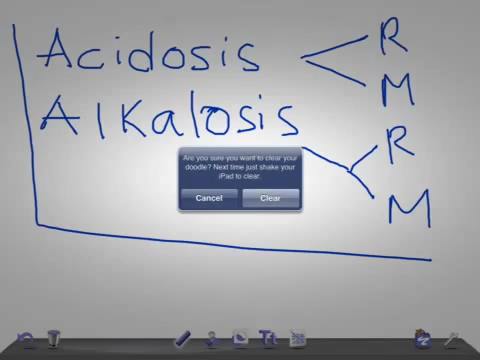 Acidosis
R
M
Alkalosis
R
M
Are you sure you want to clear your
doodle? Next time just shake your
iPad to clear.
Cancel Clear
Tt